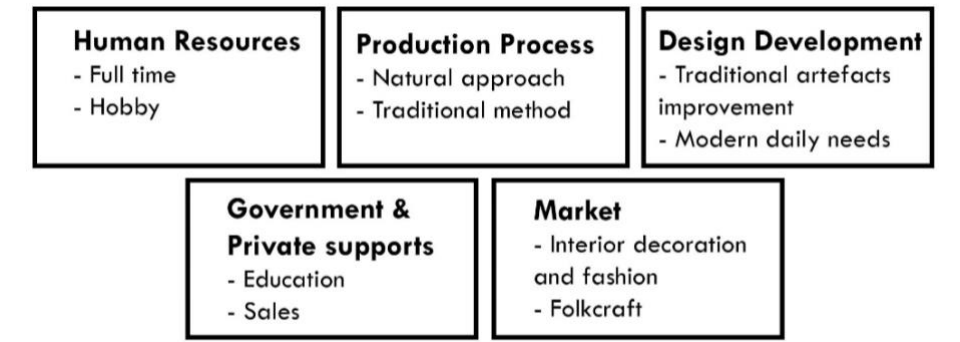 Human Resources
- Full time
- Hobby
Production Process
- Natural approach
- Traditional method
Design Development
- Traditional artefacts
improvement
- Modern daily needs
Government &
Private supports
- Education
- Sales
Market
- Interior decoration
and fashion
- Folkcraft